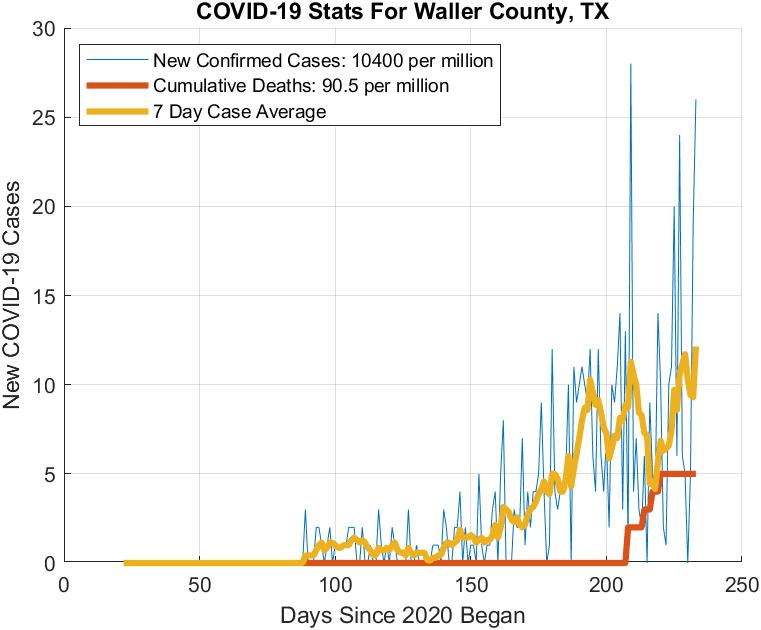 COVID-19 Stats For Waller County, TX
New Confirmed Cases: 10400 per million
Cumulative Deaths: 90.5 per million
7 Day Case Average
New COVID-19 Cases
30
25
20
15
10
5
0
0 50 100 150 200 250
Days Since 2020 Began